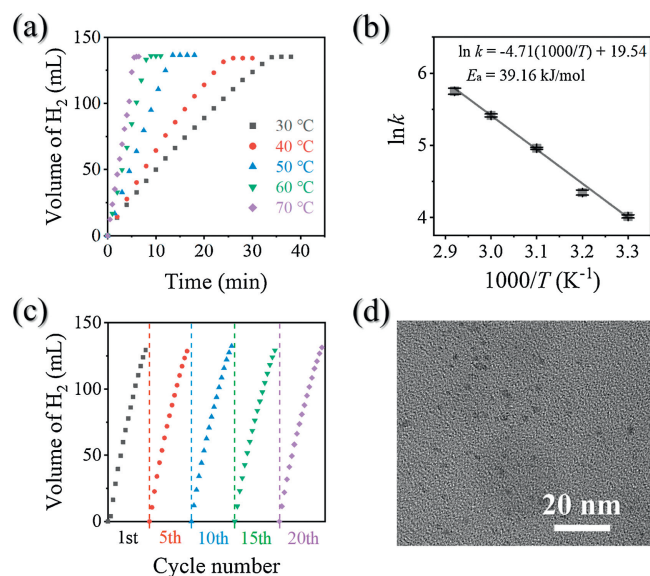 (a)
150
100
50
0
Volume of H₂ (mL)
30 ℃
40 ℃
50 ℃
60 ℃
70 ℃
0 10 20 30 40
Time (min)
(b)
ln k = -4.71(1000/T) + 19.54
Eₐ = 39.16 kJ/mol
6
5
4
ln k
2.9 3.0 3.1 3.2 3.3
1000/T (K⁻¹)
(c)
150
100
50
0
Volume of H₂ (mL)
1st 5th 10th 15th 20th
Cycle number
(d)
20 nm